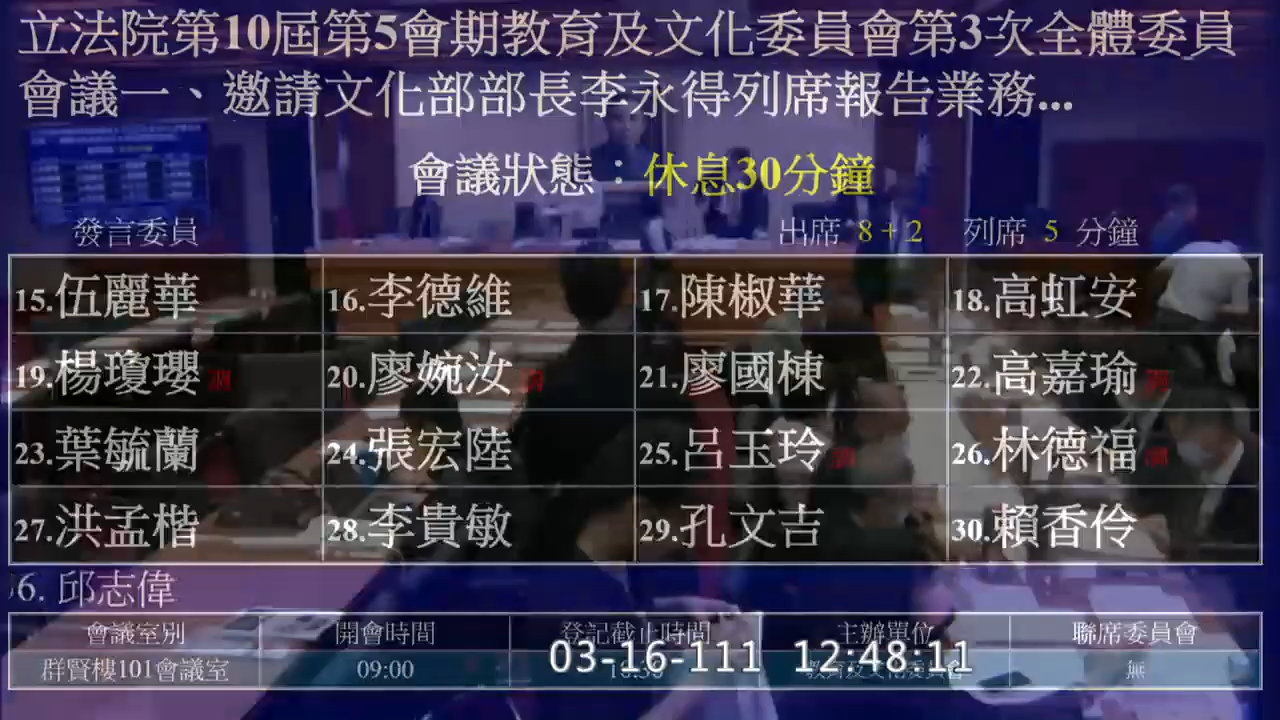 立法院第10屆第5會期教育及文化委員會第3次全體委員
會議一、邀請文化部部長李永得列席報告業務...
會議狀態：休息30分鐘
發言委員 出席 8+2 列席 5 分鐘
15.伍麗華 16.李德維 17.陳椒華 18.高虹安
19.楊瓊瓔 20.廖婉汝 21.廖國棟 22.高嘉瑜
23.葉毓蘭 24.張宏陸 25.呂玉玲 26.林德福
27.洪孟楷 28.李貴敏 29.孔文吉 30.賴香伶
6. 邱志偉
會議室別 開會時間 登記截止時間 主辦單位 聯席委員會
群賢樓101會議室 09:00 教育及文化委員會 無
03-16-111 12:48:11